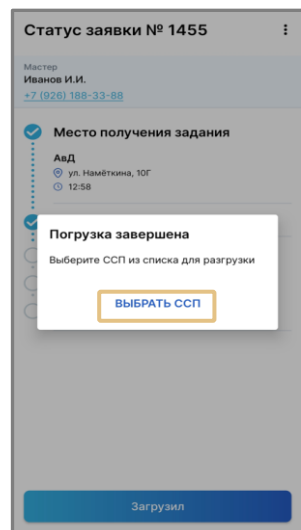 Статус заявки № 1455
Мастер
Иванов И.И.
+7 (926) 188-33-88
Место получения задания
АвД
ул. Намёткина, 10Г
12:58
Погрузка завершена
Выберите ССП из списка для разгрузки
ВЫБРАТЬ ССП
Загрузил